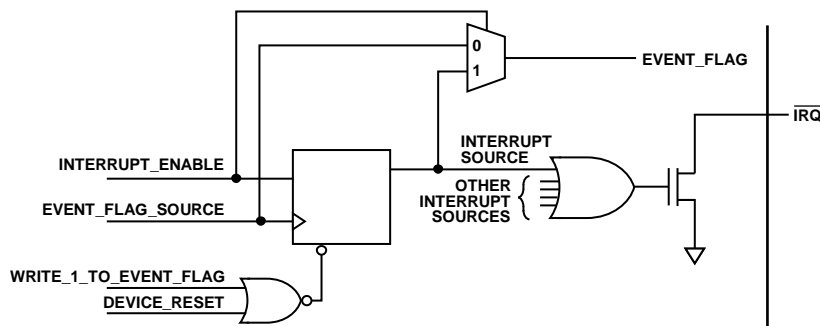 0
EVENT_FLAG
1
IRQ
INTERRUPT_ENABLE
INTERRUPT
SOURCE
OTHER
INTERRUPT
SOURCES
EVENT_FLAG_SOURCE
WRITE_1_TO_EVENT_FLAG
DEVICE_RESET